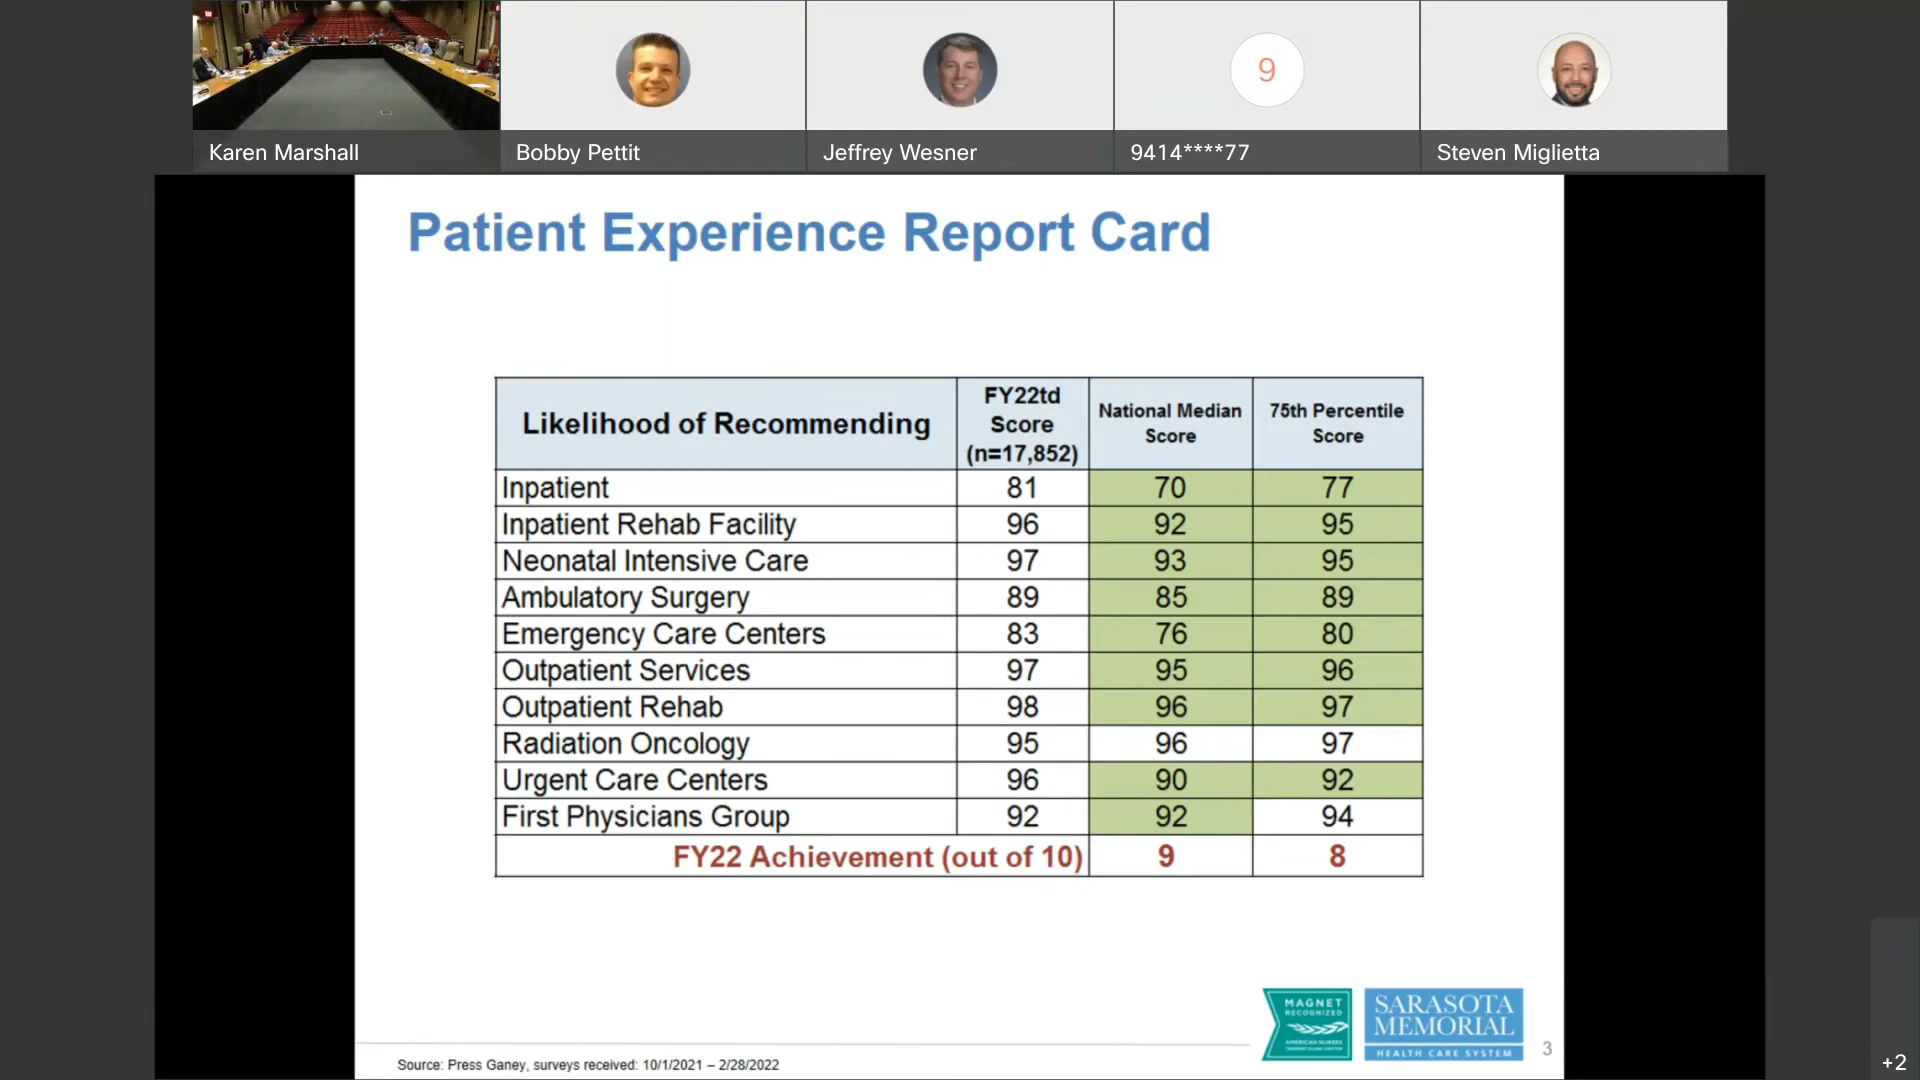 9
Karen Marshall
Bobby Pettit
Jeffrey Wesner
9414****77
Steven Miglietta
Patient Experience Report Card
Likelihood of Recommending
FY22td
Score
(n=17,852)
National Median
Score
75th Percentile
Score
Inpatient 81 70 77
Inpatient Rehab Facility 96 92 95
Neonatal Intensive Care 97 93 95
Ambulatory Surgery 89 85 89
Emergency Care Centers 83 76 80
Outpatient Services 97 95 96
Outpatient Rehab 98 96 97
Radiation Oncology 95 96 97
Urgent Care Centers 96 90 92
First Physicians Group 92 92 94
FY22 Achievement (out of 10) 9 8
MAGNET
RECOGNIZED
AMERICAN NURSES
CREDENTIALING CENTER
SARASOTA
MEMORIAL
HEALTH CARE SYSTEM
3
Source: Press Ganey, surveys received: 10/1/2021 – 2/28/2022
+2